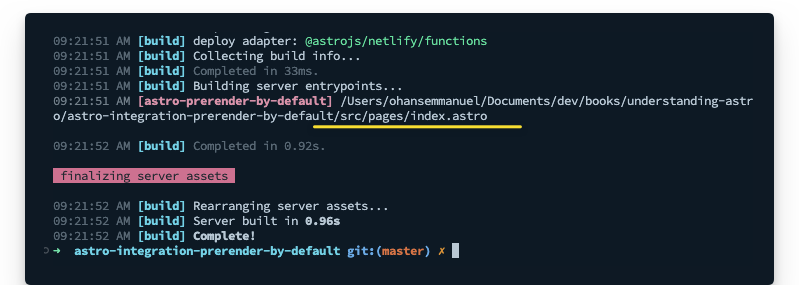 09:21:51 AM [build] deploy adapter: @astrojs/netlify/functions
09:21:51 AM [build] Collecting build info...
09:21:51 AM [build] Completed in 33ms.
09:21:51 AM [build] Building server entrypoints...
09:21:51 AM [astro-prerender-by-default] /Users/ohansemmanuel/Documents/dev/books/understanding-astr
o/astro-integration-prerender-by-default/src/pages/index.astro
09:21:52 AM [build] Completed in 0.92s.
finalizing server assets
09:21:52 AM [build] Rearranging server assets...
09:21:52 AM [build] Server built in 0.96s
09:21:52 AM [build] Complete!
➜ astro-integration-prerender-by-default git:(master) ✗